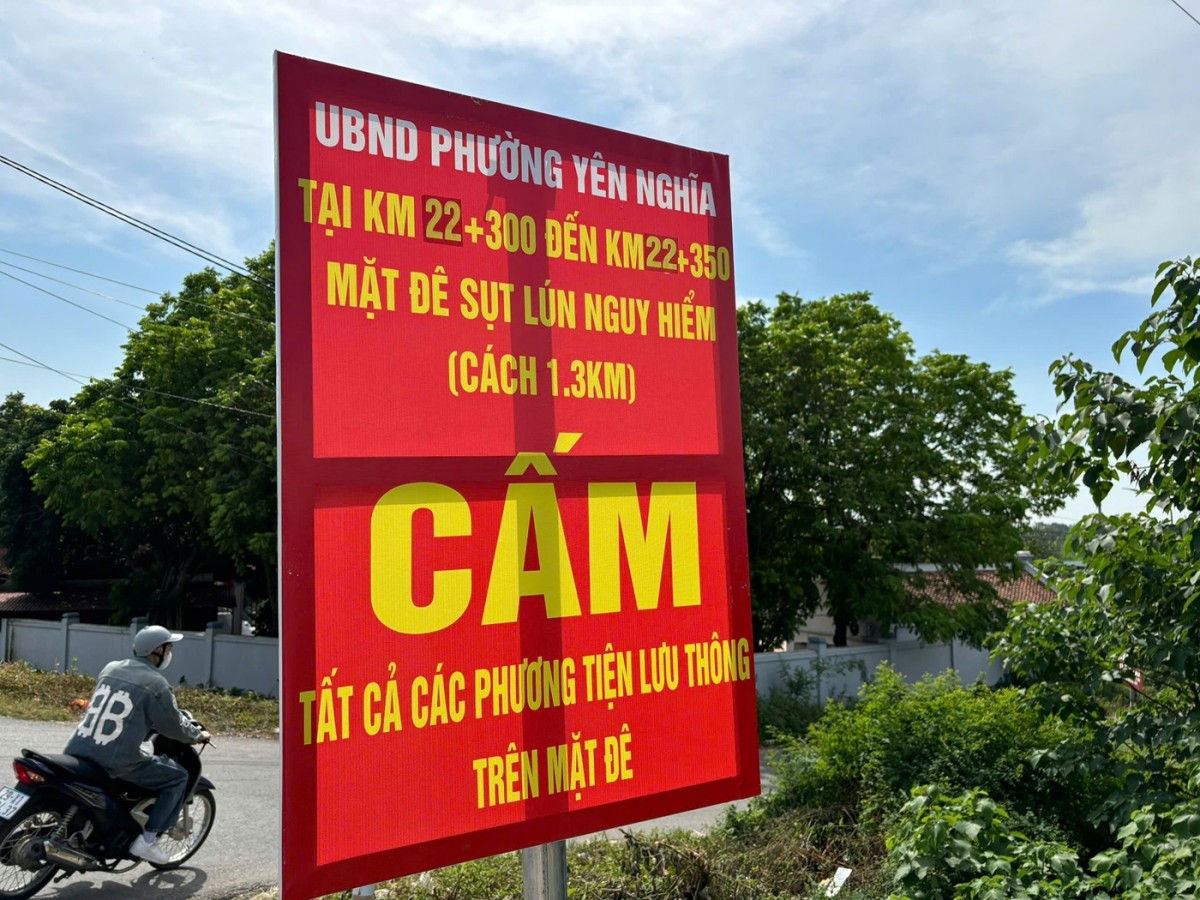 UBND PHƯỜNG YÊN NGHĨA
TẠI KM 22+300 ĐẾN KM22+350
MẶT ĐÊ SỤT LÚN NGUY HIỂM
(CÁCH 1.3KM)
CẤM
TẤT CẢ CÁC PHƯƠNG TIỆN LƯU THÔNG
TRÊN MẶT ĐÊ